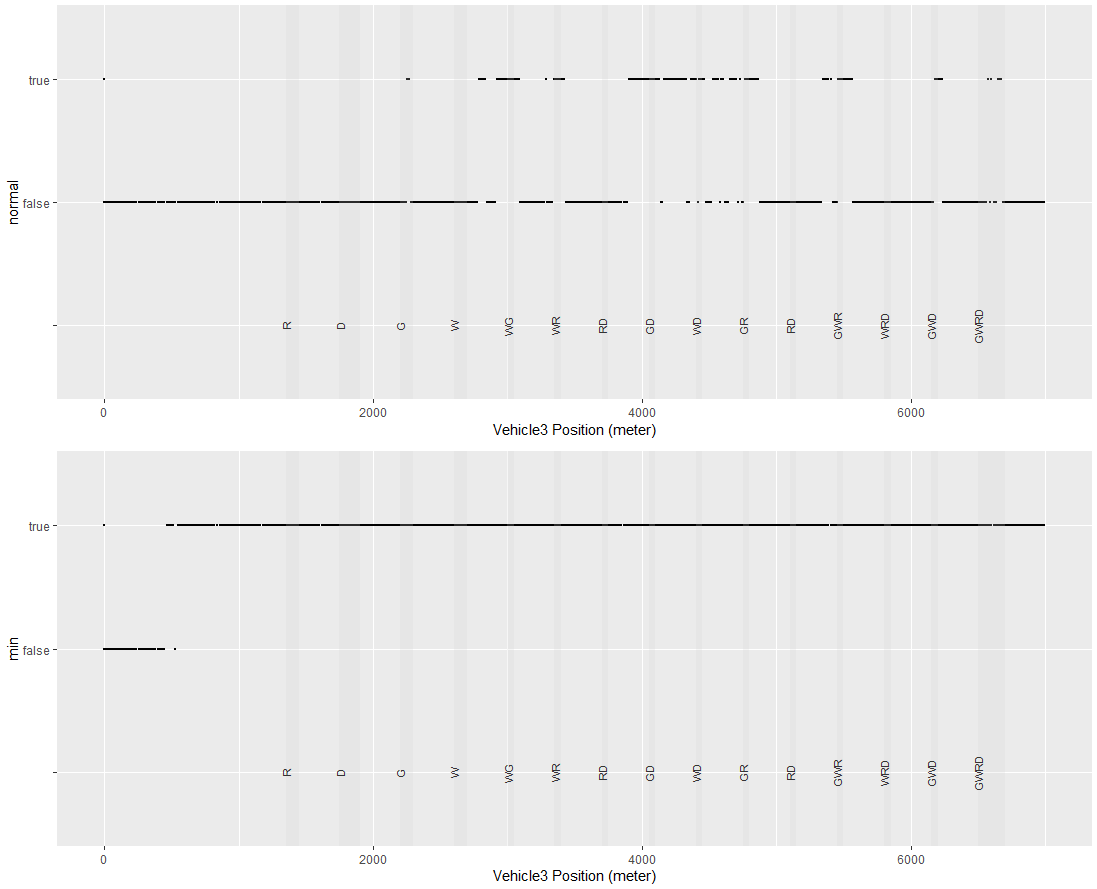 true
false
normal
R D G W WG WR RD GD WD GR RD GWR WRD GWD GWRD
0 2000 4000 6000
Vehicle3 Position (meter)
true
false
min
R D G W WG WR RD GD WD GR RD GWR WRD GWD GWRD
0 2000 4000 6000
Vehicle3 Position (meter)